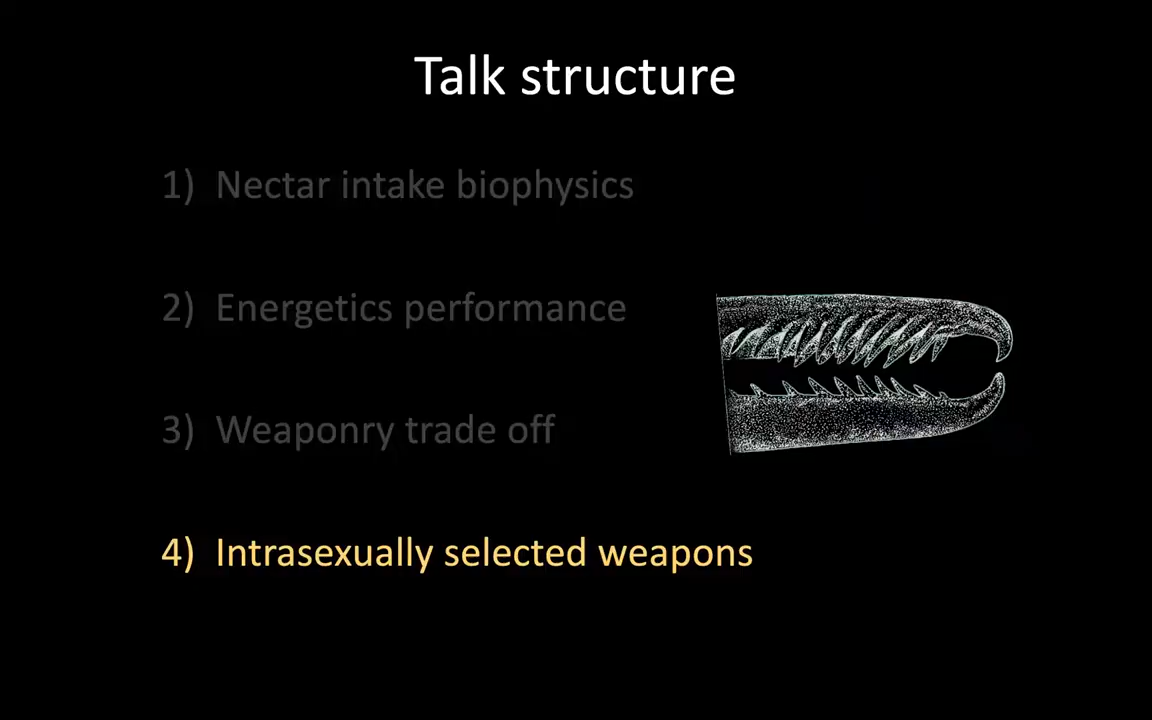 Talk structure
1) Nectar intake biophysics
2) Energetics performance
3) Weaponry trade off
4) Intrasexually selected weapons